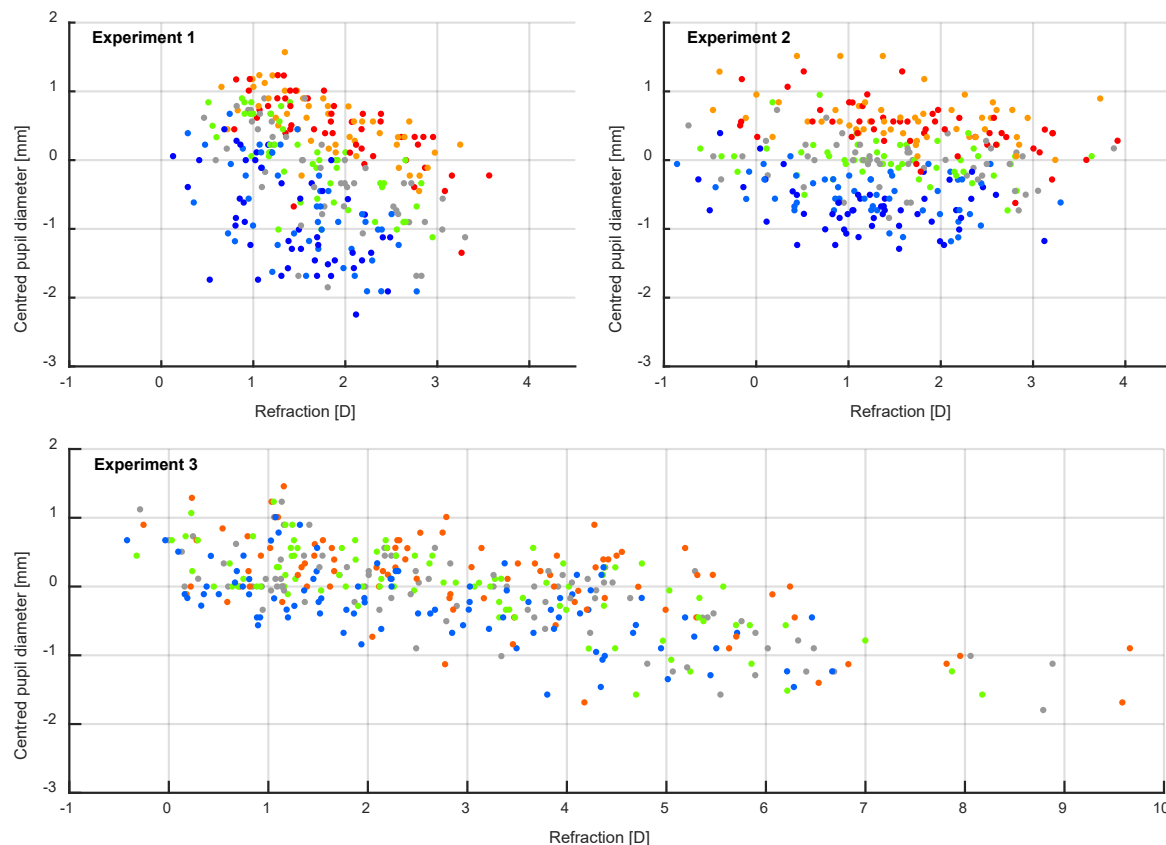 2
Experiment 1
1
0
-1
-2
-3
Centred pupil diameter [mm]
-1 0 1 2 3 4
Refraction [D]
2
Experiment 2
1
0
-1
-2
-3
Centred pupil diameter [mm]
-1 0 1 2 3 4
Refraction [D]
2
Experiment 3
1
0
-1
-2
-3
Centred pupil diameter [mm]
-1 0 1 2 3 4 5 6 7 8 9 10
Refraction [D]